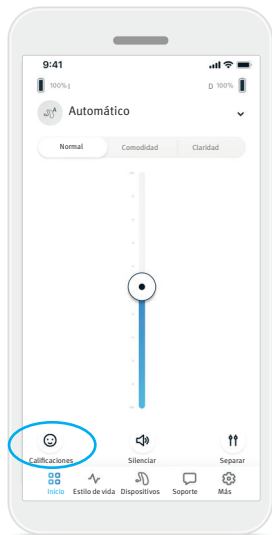 9:41
100% I
D 100%
Automático
Normal Comodidad Claridad
Calificaciones Silenciar Separar
Inicio Estilo de vida Dispositivos Soporte Más